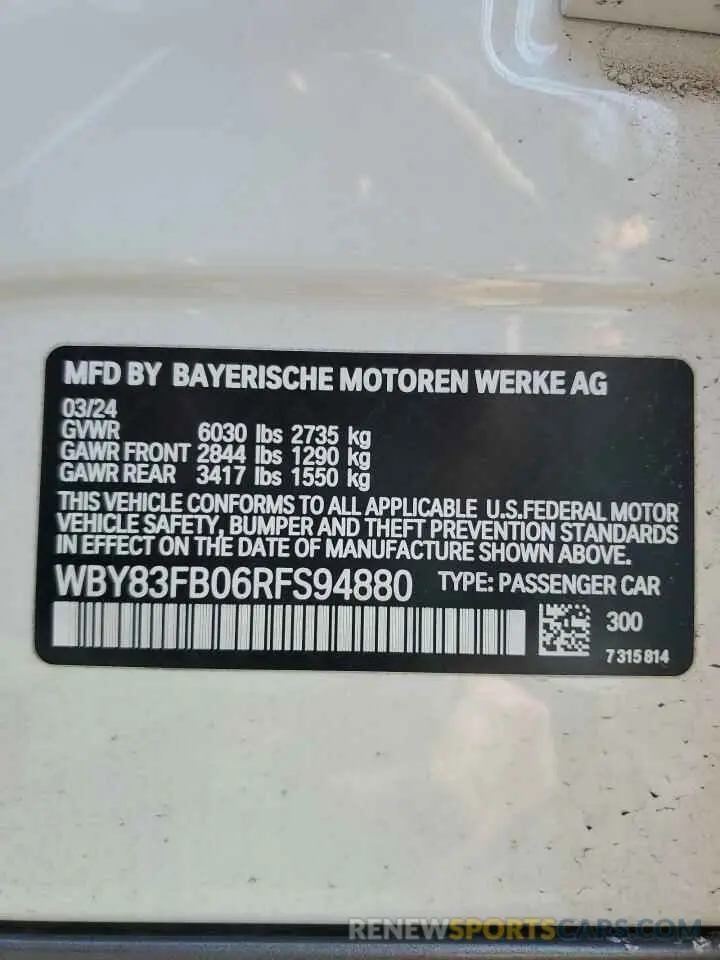 MFD BY BAYERISCHE MOTOREN WERKE AG
03/24
GVWR 6030 lbs 2735 kg
GAWR FRONT 2844 lbs 1290 kg
GAWR REAR 3417 lbs 1550 kg
THIS VEHICLE CONFORMS TO ALL APPLICABLE U.S.FEDERAL MOTOR
VEHICLE SAFETY, BUMPER AND THEFT PREVENTION STANDARDS
IN EFFECT ON THE DATE OF MANUFACTURE SHOWN ABOVE.
WBY83FB06RFS94880 TYPE: PASSENGER CAR
300
7 315 814
RENEWSPORTSCARS.COM